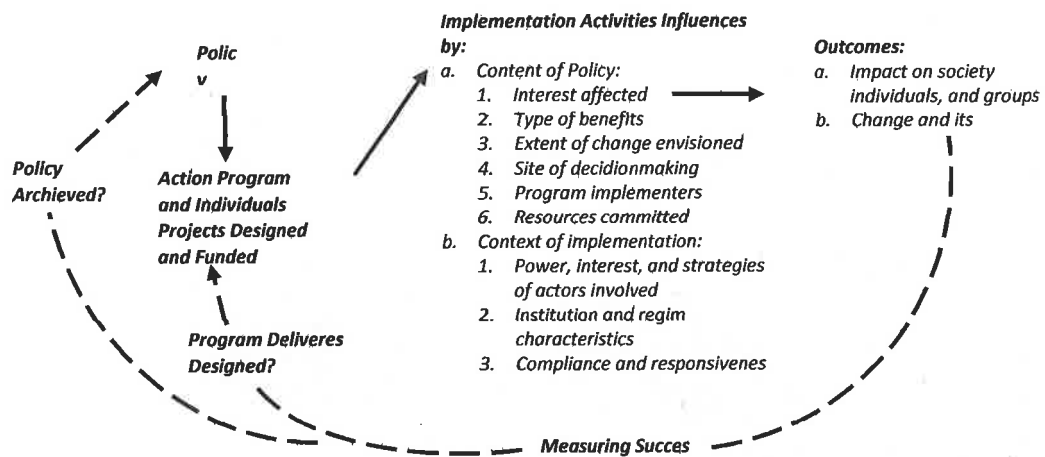 Polic
y
Policy
Archieved?
Action Program
and Individuals
Projects Designed
and Funded
Program Deliveres
Designed?
Implementation Activities Influences
by:
a. Content of Policy:
1. Interest affected
2. Type of benefits
3. Extent of change envisioned
4. Site of decidionmaking
5. Program implementers
6. Resources committed
b. Context of implementation:
1. Power, interest, and strategies
of actors involved
2. Institution and regim
characteristics
3. Compliance and responsivenes
Outcomes:
a. Impact on society
individuals, and groups
b. Change and its
Measuring Succes